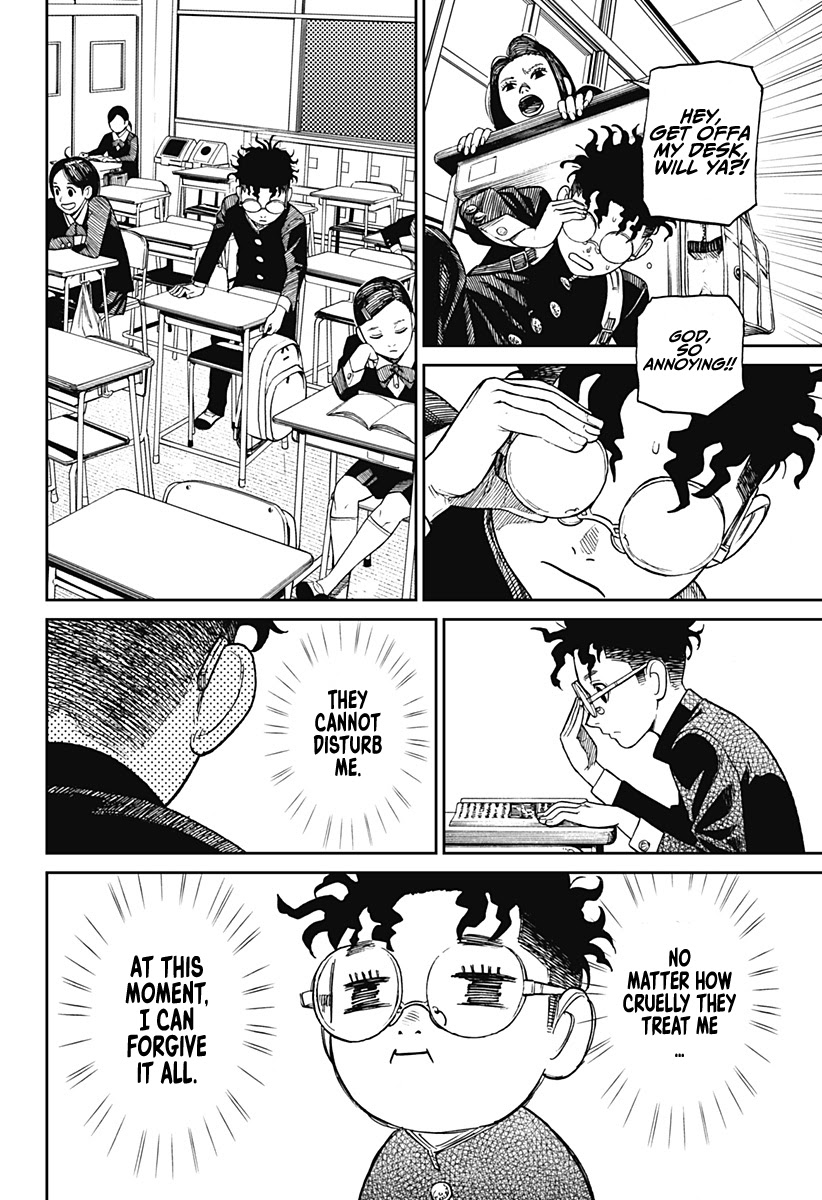 HEY,
GET OFFA
MY DESK,
WILL YA?!
GOD,
SO
ANNOYING!!
NO
MATTER HOW
CRUELLY THEY
TREAT ME
...
AT THIS
MOMENT,
I CAN
FORGIVE
IT ALL.
THEY
CANNOT
DISTURB
ME.